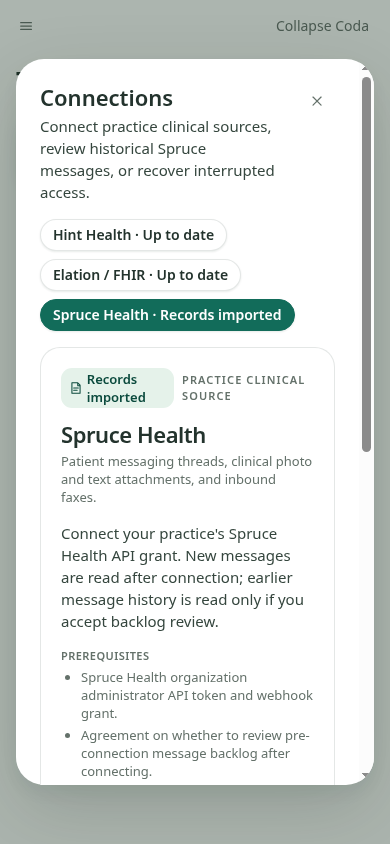 Collapse Coda
Connections
Connect practice clinical sources,
review historical Spruce
messages, or recover interrupted
access.
Hint Health · Up to date
Elation / FHIR · Up to date
Spruce Health · Records imported
Records
imported
PRACTICE CLINICAL
SOURCE
Spruce Health
Patient messaging threads, clinical photo
and text attachments, and inbound
faxes.
Connect your practice's Spruce
Health API grant. New messages
are read after connection; earlier
message history is read only if you
accept backlog review.
PREREQUISITES
Spruce Health organization
administrator API token and webhook
grant.
Agreement on whether to review pre-
connection message backlog after
connecting.